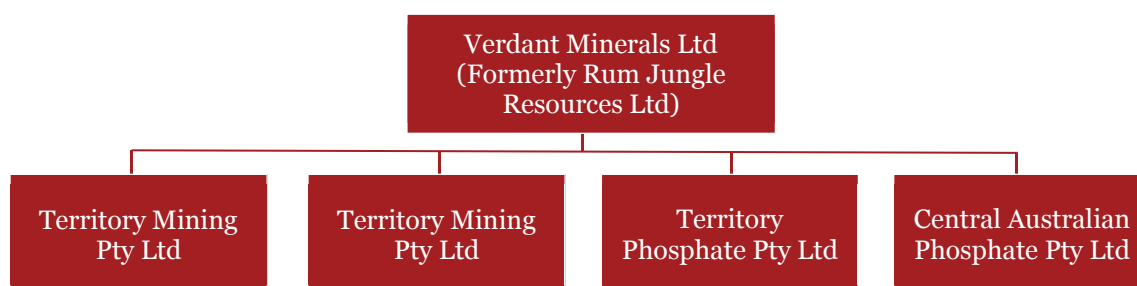 Verdant Minerals Ltd
(Formerly Rum Jungle
Resources Ltd)
Territory Mining
Pty Ltd
Territory Mining
Pty Ltd
Territory
Phosphate Pty Ltd
Central Australian
Phosphate Pty Ltd